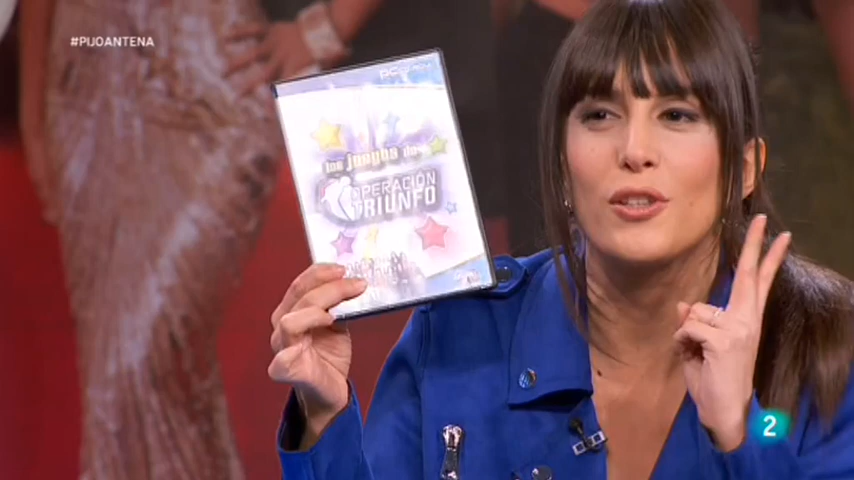 #PIJOANTENA
PC
los juegos de
OPERACIÓN
TRIUNFO
2